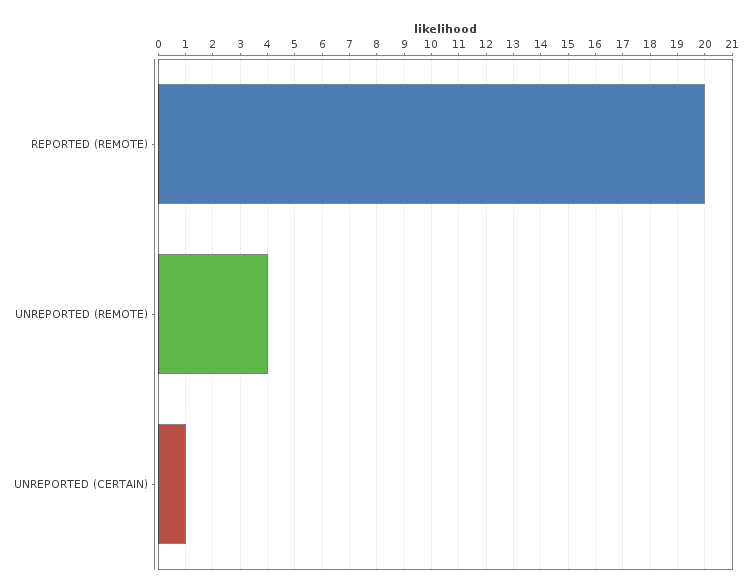 likelihood
0 1 2 3 4 5 6 7 8 9 10 11 12 13 14 15 16 17 18 19 20 21
REPORTED (REMOTE)
UNREPORTED (REMOTE)
UNREPORTED (CERTAIN)